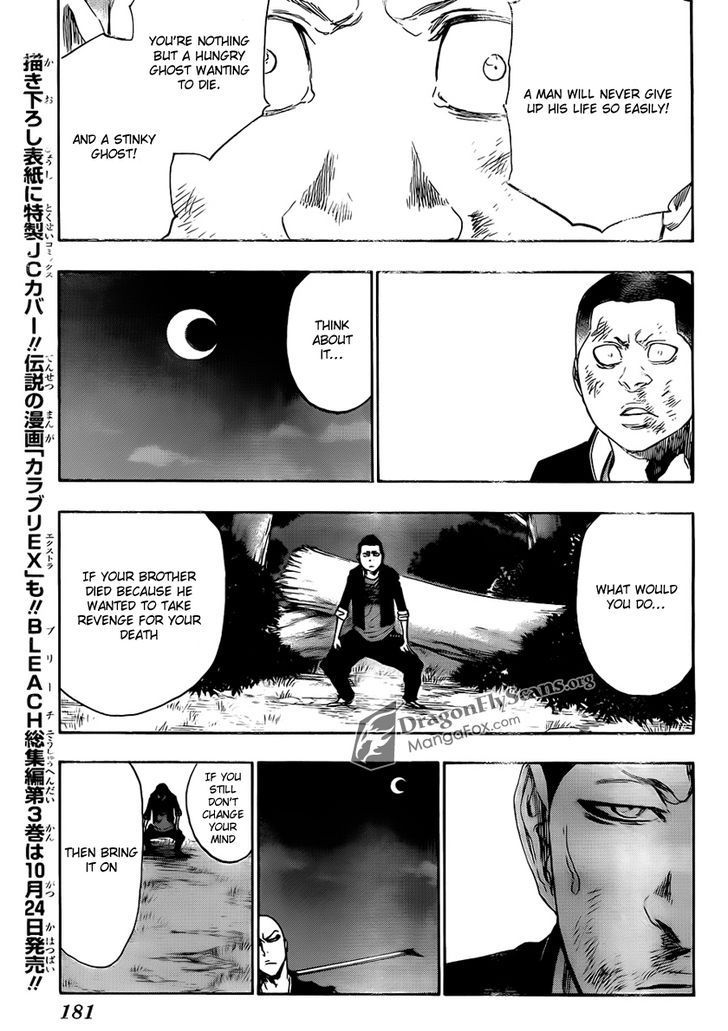 A MAN WILL NEVER GIVE
UP HIS LIFE SO EASILY!
YOU'RE NOTHING
BUT A HUNGRY
GHOST WANTING
TO DIE.
AND A STINKY
GHOST!
THINK
ABOUT
IT...
WHAT WOULD
YOU DO...
IF YOUR BROTHER
DIED BECAUSE HE
WANTED TO TAKE
REVENGE FOR YOUR
DEATH
DragonFlyScans.org
MangaFox.com
IF YOU
STILL
DON'T
CHANGE
YOUR
MIND
THEN BRING
IT ON
描き下ろし表紙に特製JCカバー!!伝説の漫画「カラブリEX」も!!BLEACH総集編第3巻は10月24日発売!!
181